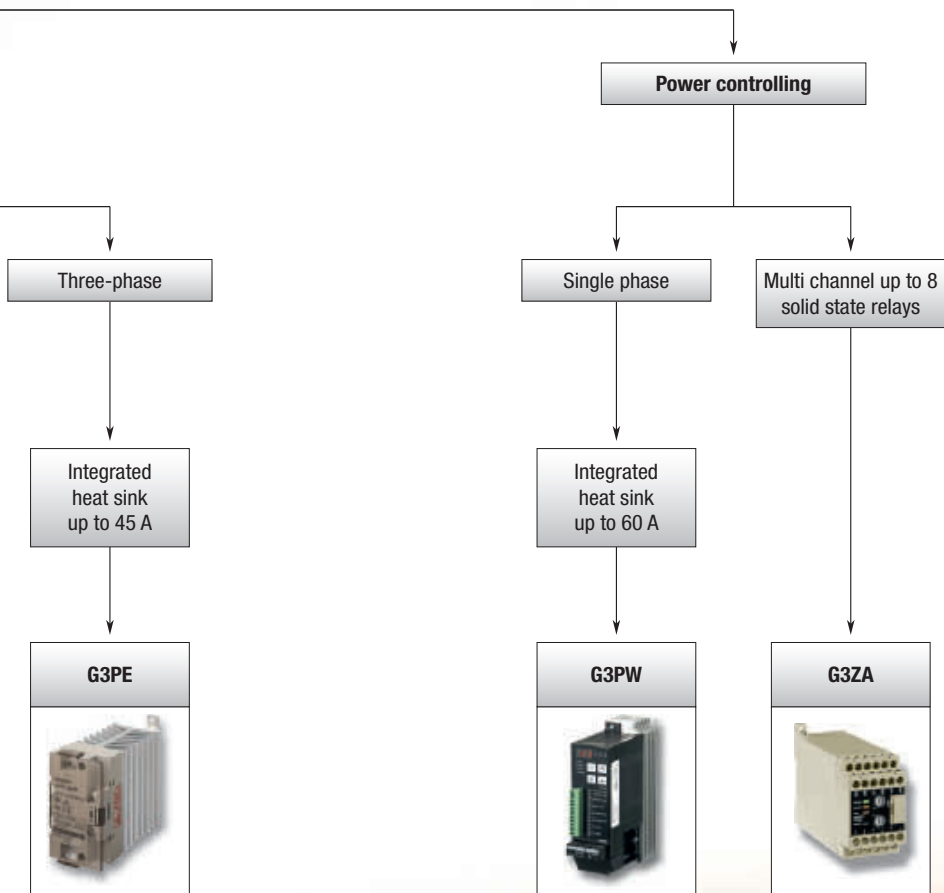 Power controlling
Three-phase
Single phase
Multi channel up to 8
solid state relays
Integrated
heat sink
up to 45 A
Integrated
heat sink
up to 60 A
G3PE
G3PW
G3ZA